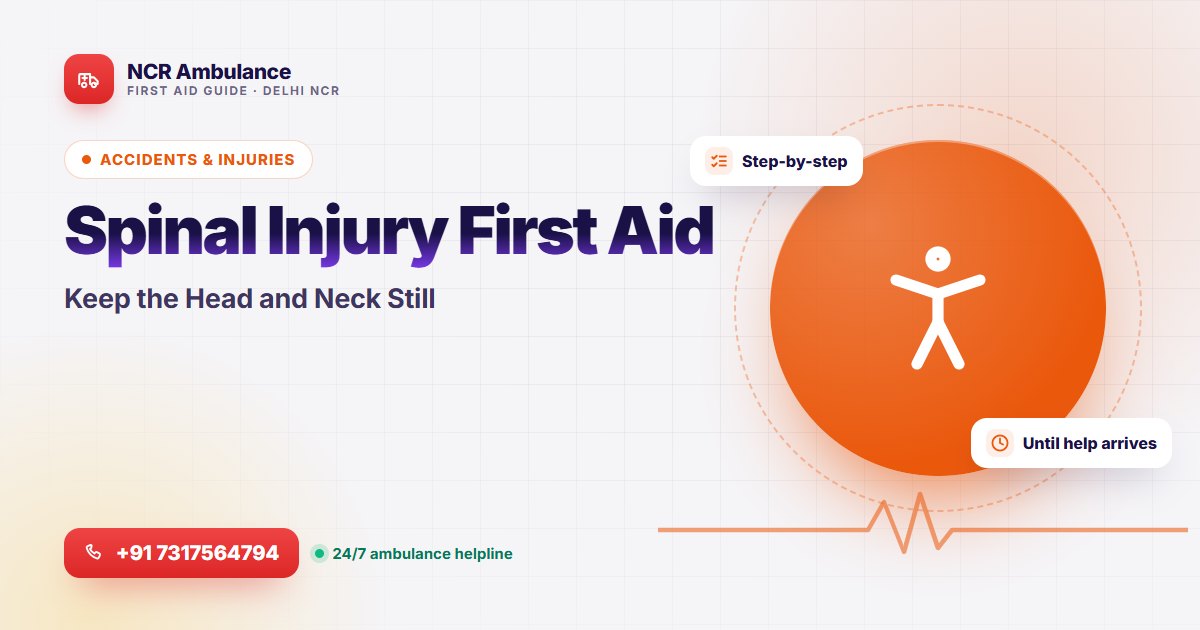 NCR Ambulance
FIRST AID GUIDE · DELHI NCR
ACCIDENTS & INJURIES
Step-by-step
Spinal Injury First Aid
Keep the Head and Neck Still
Until help arrives
+91 7317564794
24/7 ambulance helpline